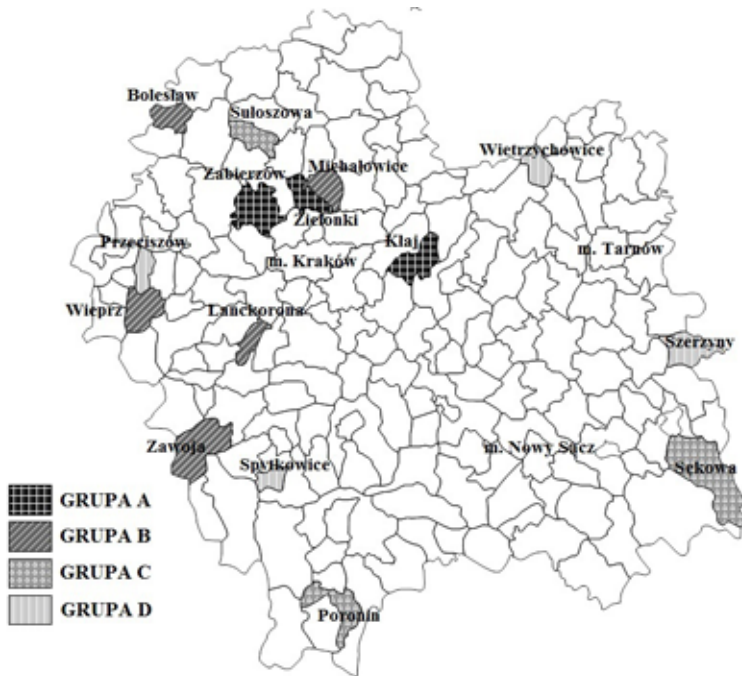 Bolesław
Sułoszowa
Wietrzychowice
Michałowice
Zabierzów
Zielonki
Przeciszów
Kłaj
m. Tarnów
m. Kraków
Wieprz
Lanckorona
Szerzyny
Zawoja
m. Nowy Sącz
Spytkowice
Sękowa
GRUPA A
GRUPA B
GRUPA C
GRUPA D
Poronin